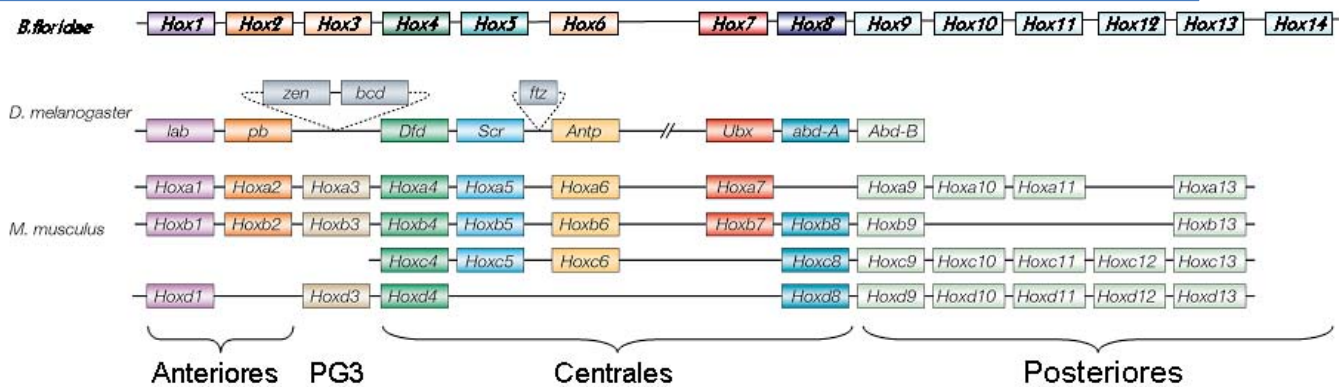 B.floridae Hox1 Hox2 Hox3 Hox4 Hox5 Hox6 Hox7 Hox8 Hox9 Hox10 Hox11 Hox12 Hox13 Hox14
zen bcd ftz
D. melanogaster
lab pb Dfd Scr Antp // Ubx abd-A Abd-B
Hoxa1 Hoxa2 Hoxa3 Hoxa4 Hoxa5 Hoxa6 Hoxa7 Hoxa9 Hoxa10 Hoxa11 Hoxa13
M. musculus Hoxb1 Hoxb2 Hoxb3 Hoxb4 Hoxb5 Hoxb6 Hoxb7 Hoxb8 Hoxb9 Hoxb13
Hoxc4 Hoxc5 Hoxc6 Hoxc8 Hoxc9 Hoxc10 Hoxc11 Hoxc12 Hoxc13
Hoxd1 Hoxd3 Hoxd4 Hoxd8 Hoxd9 Hoxd10 Hoxd11 Hoxd12 Hoxd13
Anteriores PG3 Centrales Posteriores